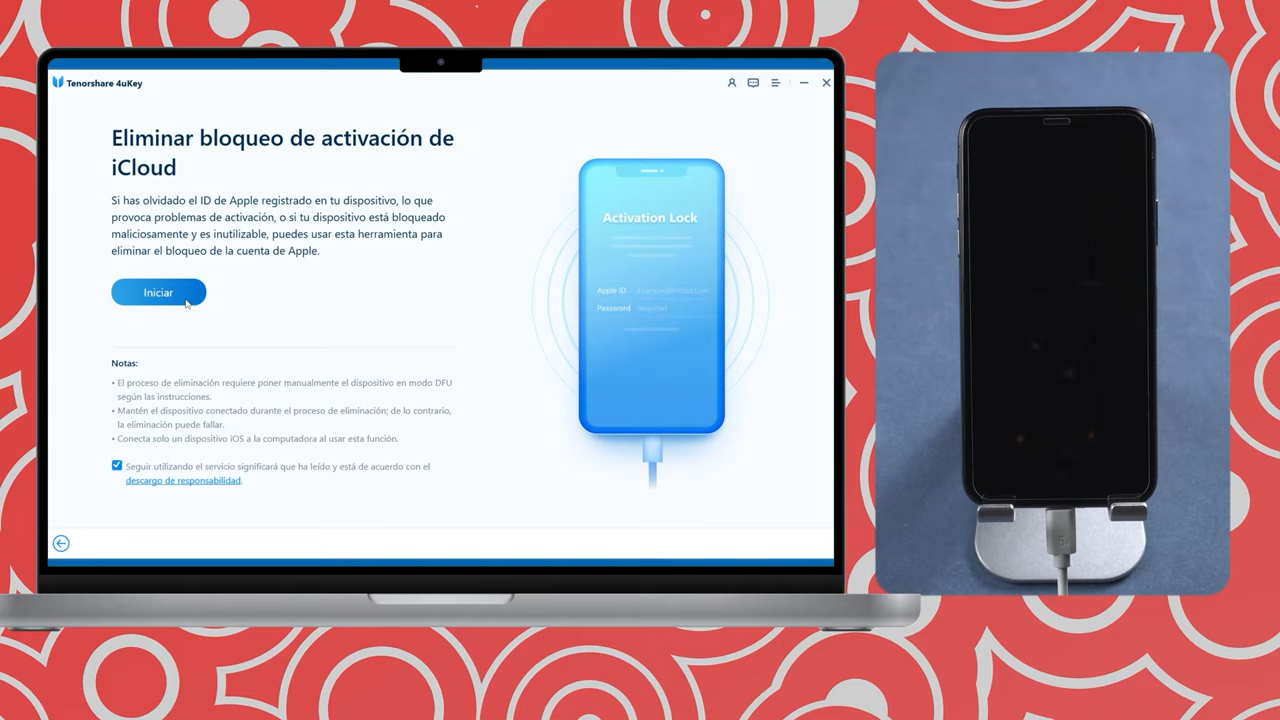 Tenorshare 4uKey
Eliminar bloqueo de activación de
iCloud
Si has olvidado el ID de Apple registrado en tu dispositivo, lo que
provoca problemas de activación, o si tu dispositivo está bloqueado
maliciosamente y es inutilizable, puedes usar esta herramienta para
eliminar el bloqueo de la cuenta de Apple.
Iniciar
Notas:
• El proceso de eliminación requiere poner manualmente el dispositivo en modo DFU
según las instrucciones.
• Mantén el dispositivo conectado durante el proceso de eliminación; de lo contrario,
la eliminación puede fallar.
• Conecta solo un dispositivo iOS a la computadora al usar esta función.
Seguir utilizando el servicio significará que ha leído y está de acuerdo con el
descargo de responsabilidad.
Activation Lock
Apple ID
Password Required